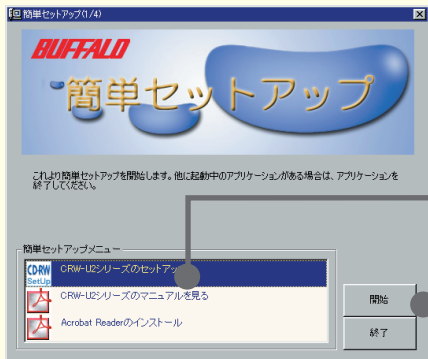 簡単セットアップ(1/4)
BUFFALO
簡単セットアップ
これより簡単セットアップを開始します。他に起動中のアプリケーションがある場合は、アプリケーションを
終了してください。
簡単セットアップメニュー
CD-RW
SetUp
CRW-U2シリーズのセットアップ
CRW-U2シリーズのマニュアルを見る
Acrobat Readerのインストール
開始
終了